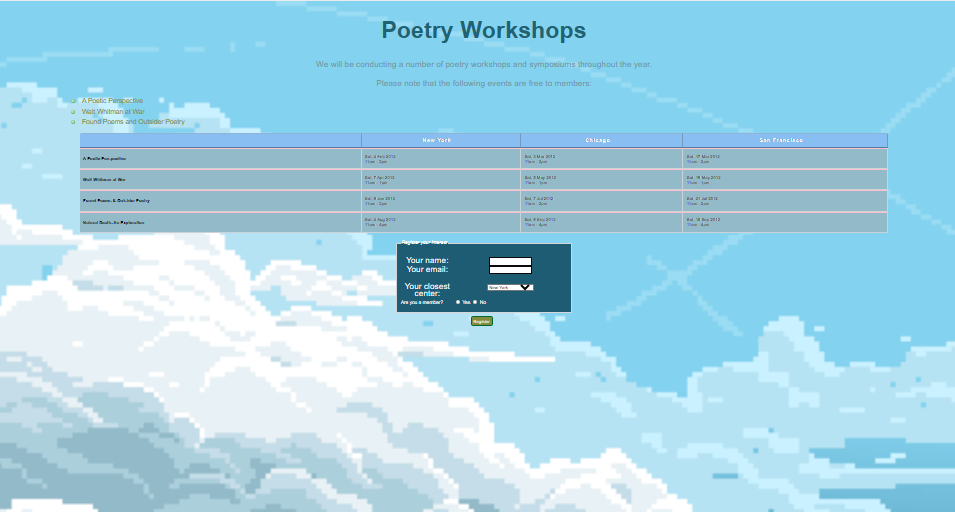 Poetry Workshops
We will be conducting a number of poetry workshops and symposiums throughout the year.
Please note that the following events are free to members:
A Poetic Perspective
Walt Whitman at War
Found Poems and Outsider Poetry
New York Chicago San Francisco
A Poetic Perspective Sat, 4 Feb 2012 Sat, 3 Mar 2012 Sat, 17 Mar 2012
11am - 2pm 11am - 2pm 11am - 2pm
Walt Whitman at War Sat, 7 Apr 2012 Sat, 5 May 2012 Sat, 19 May 2012
11am - 1pm 11am - 1pm 11am - 1pm
Found Poems & Outsider Poetry Sat, 9 Jun 2012 Sat, 7 Jul 2012 Sat, 21 Jul 2012
11am - 2pm 11am - 2pm 11am - 2pm
Natural Death: An Exploration Sat, 4 Aug 2012 Sat, 8 Sep 2012 Sat, 15 Sep 2012
11am - 4pm 11am - 4pm 11am - 4pm
Register your interest
Your name:
Your email:
Your closest
center: New York
Are you a member? Yes No
Register